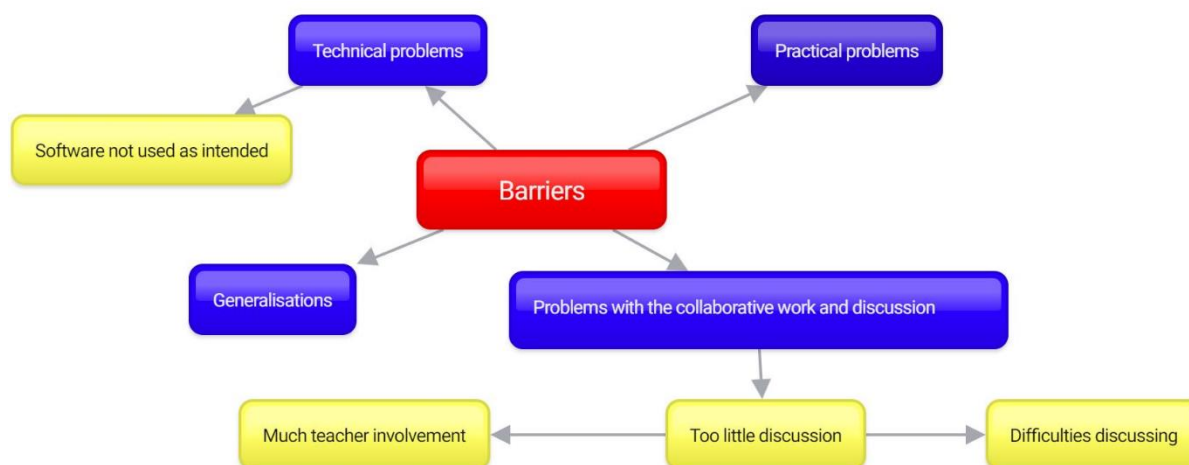 Technical problems
Practical problems
Software not used as intended
Barriers
Generalisations
Problems with the collaborative work and discussion
Much teacher involvement
Too little discussion
Difficulties discussing